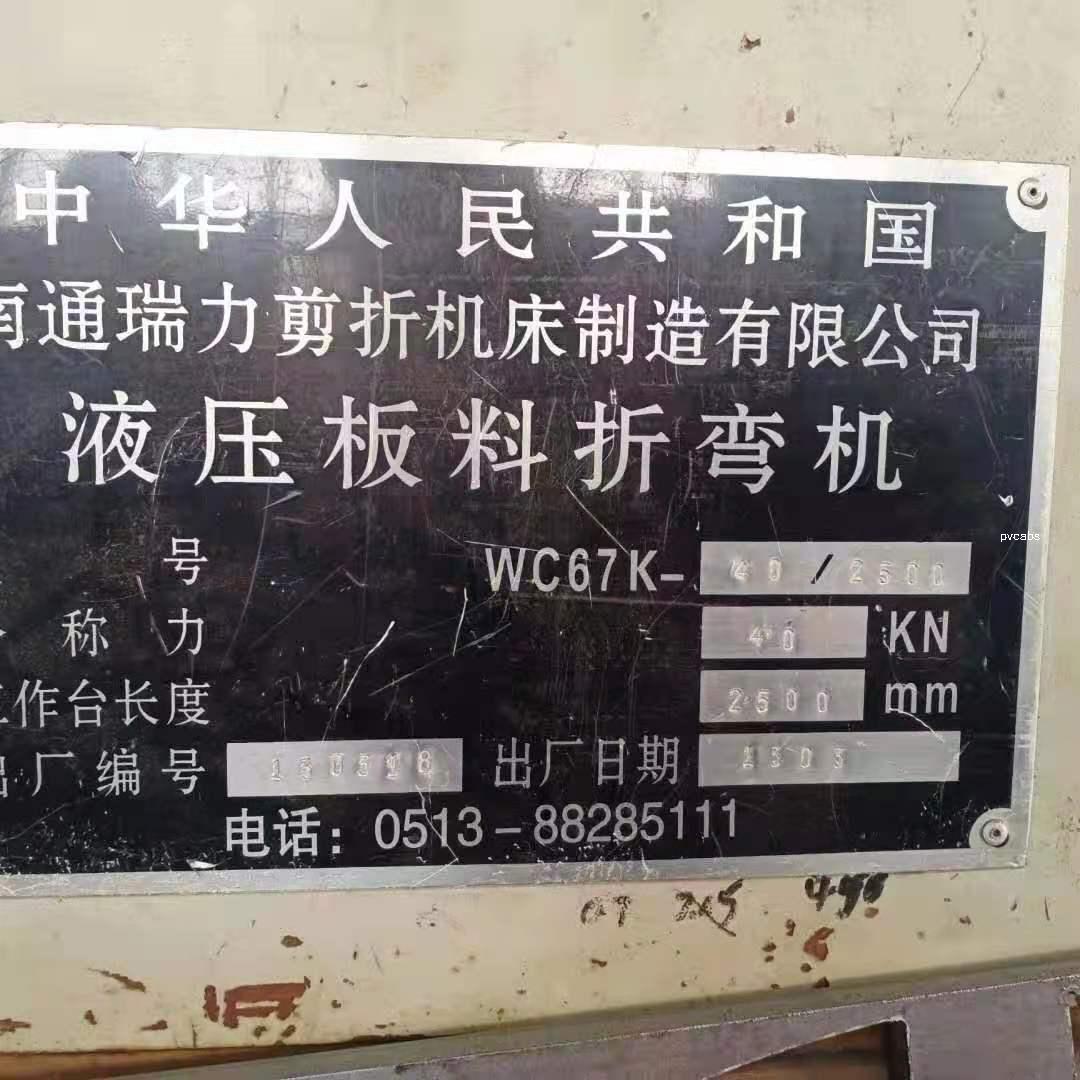 中华人民共和国
南通瑞力剪折机床制造有限公司
液压板料折弯机
号 WC67K-40/2500
称力 40 KN
工作台长度 2500 mm
出厂编号 出厂日期 1303
电话：0513-88285111
pvcabs